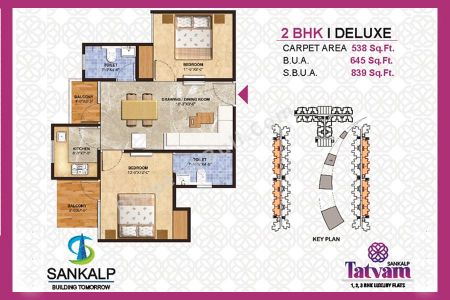 2 BHK I DELUXE
CARPET AREA 538 Sq.Ft.
B.U.A. 645 Sq.Ft.
S.B.U.A. 839 Sq.Ft.
TOILET
BEDROOM
BALCONY
DRAWING / DINING ROOM
KITCHEN
TOILET
BEDROOM
BALCONY
KEY PLAN
SANKALP
BUILDING TOMORROW
SANKALP
Tatvam
1, 2, 3 BHK LUXURY FLATS